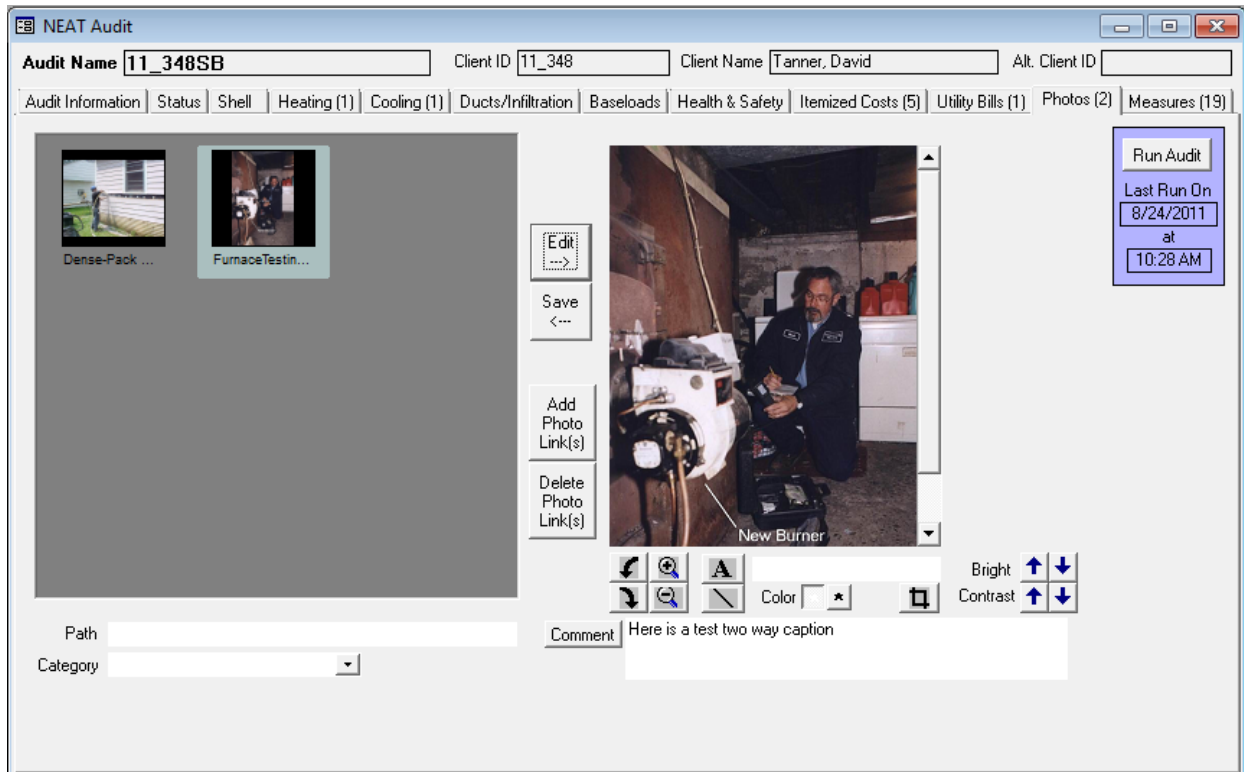 NEAT Audit
Audit Name 11_348SB Client ID 11_348 Client Name Tanner, David Alt. Client ID
Audit Information Status Shell Heating (1) Cooling (1) Ducts/Infiltration Baseloads Health & Safety Itemized Costs (5) Utility Bills (1) Photos (2) Measures (19)
Dense-Pack ...
FurnaceTestin...
Edit
--->
Save
<---
Add
Photo
Link(s)
Delete
Photo
Link(s)
New Burner
Run Audit
Last Run On
8/24/2011
at
10:28 AM
A
Bright
Color
Contrast
Path
Comment Here is a test two way caption
Category